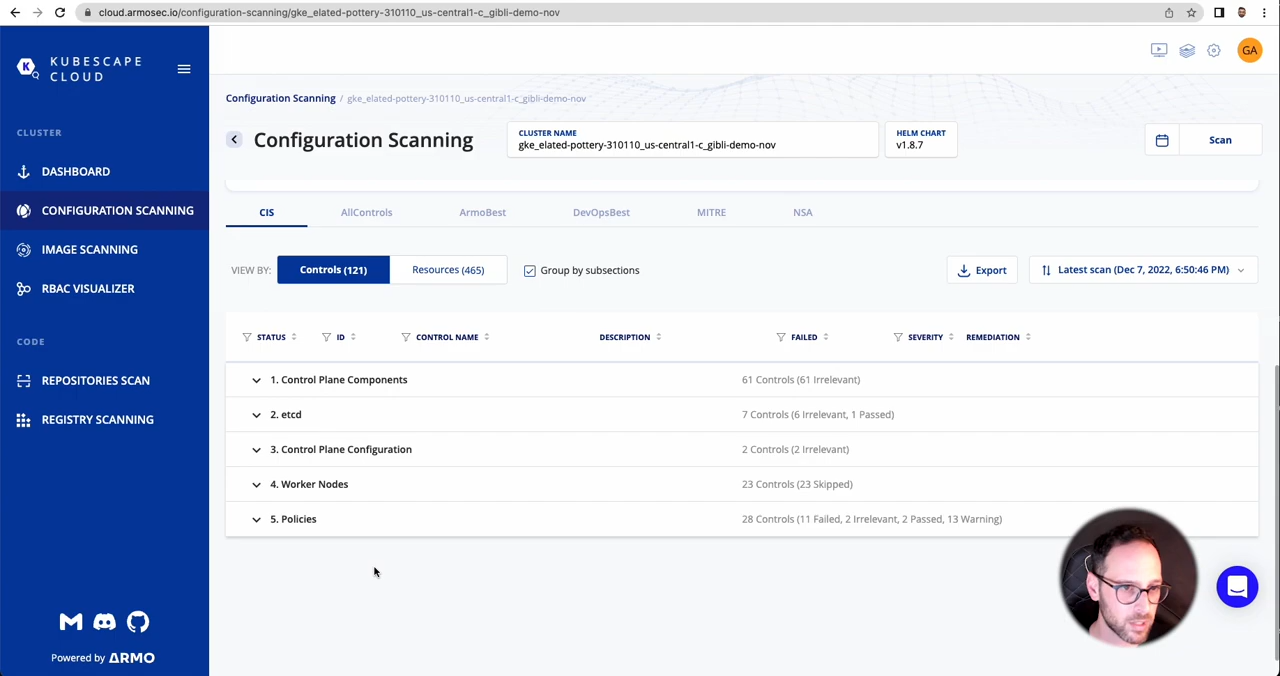 cloud.armosec.io/configuration-scanning/gke_elated-pottery-310110_us-central1-c_gibli-demo-nov
KUBESCAPE
CLOUD
GA
Configuration Scanning / gke_elated-pottery-310110_us-central1-c_gibli-demo-nov
Configuration Scanning
CLUSTER NAME
gke_elated-pottery-310110_us-central1-c_gibli-demo-nov
HELM CHART
v1.8.7
Scan
CLUSTER
DASHBOARD
CONFIGURATION SCANNING
IMAGE SCANNING
RBAC VISUALIZER
CODE
REPOSITORIES SCAN
REGISTRY SCANNING
Powered by ARMO
CIS AllControls ArmoBest DevOpsBest MITRE NSA
VIEW BY: Controls (121) Resources (465) Group by subsections Export Latest scan (Dec 7, 2022, 6:50:46 PM)
STATUS ID CONTROL NAME DESCRIPTION FAILED SEVERITY REMEDIATION
1. Control Plane Components 61 Controls (61 Irrelevant)
2. etcd 7 Controls (6 Irrelevant, 1 Passed)
3. Control Plane Configuration 2 Controls (2 Irrelevant)
4. Worker Nodes 23 Controls (23 Skipped)
5. Policies 28 Controls (11 Failed, 2 Irrelevant, 2 Passed, 13 Warning)